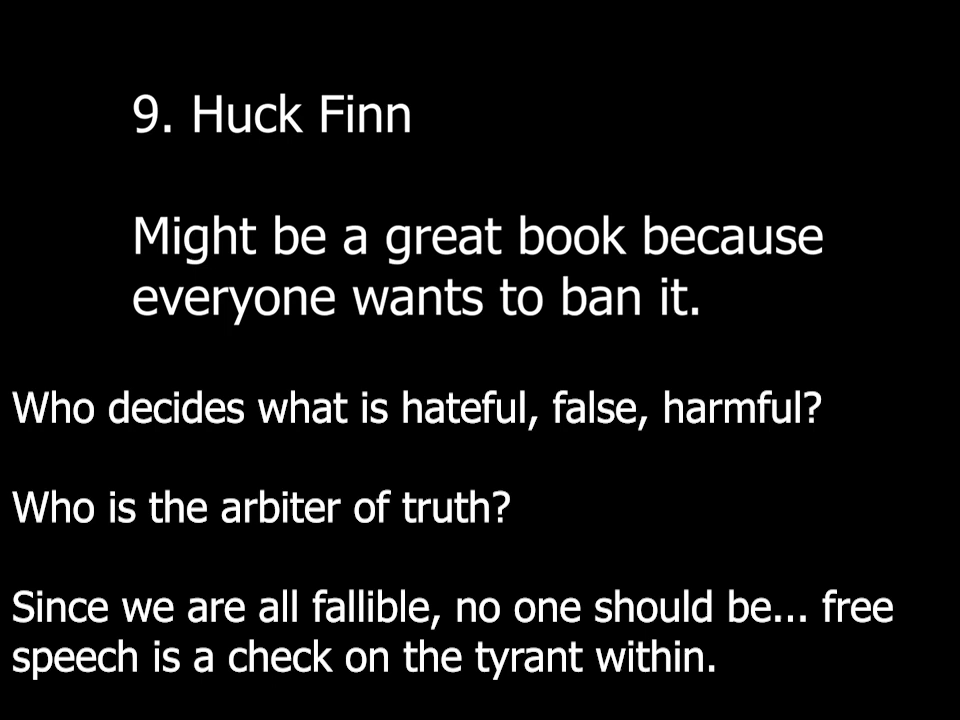 9. Huck Finn
Might be a great book because
everyone wants to ban it.
Who decides what is hateful, false, harmful?
Who is the arbiter of truth?
Since we are all fallible, no one should be... free
speech is a check on the tyrant within.